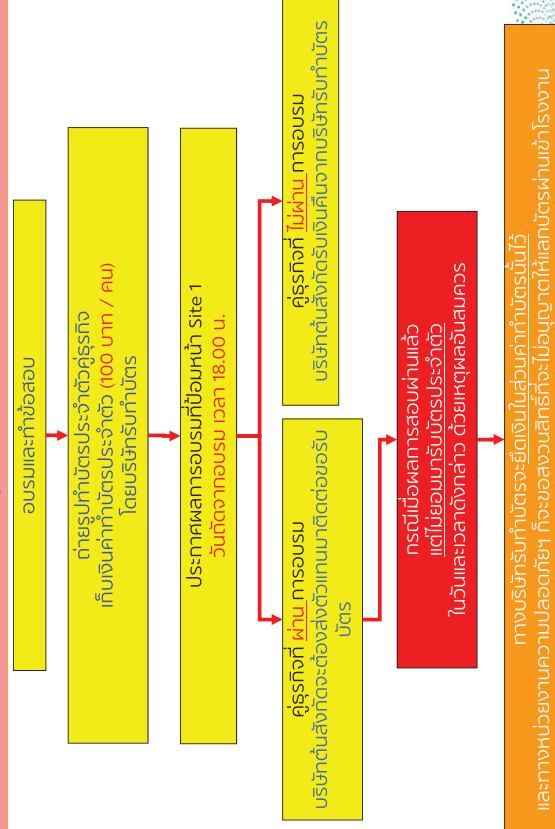 อบรมและทำข้อสอบ
ถ่ายรูปทำบัตรประจำตัวคู่ธุรกิจ
เก็บเงินค่าทำบัตรประจำตัว (100 บาท / คน)
โดยบริษัทรับทำบัตร
ประกาศผลการอบรมที่ป้อมหน้า Site 1
วันถัดจากอบรม เวลา 18.00 น.
คู่ธุรกิจที่ ผ่าน การอบรม
บริษัทต้นสังกัดจะต้องส่งตัวแทนมาติดต่อขอรับ
บัตร
คู่ธุรกิจที่ ไม่ผ่าน การอบรม
บริษัทต้นสังกัดรับเงินคืนจากบริษัทรับทำบัตร
กรณีเมื่อผลการสอบผ่านแล้ว
แต่ไม่ยอมมารับบัตรประจำตัว
ในวันและเวลาดังกล่าว ด้วยเหตุผลอันสมควร
ทางบริษัทรับทำบัตรจะยึดเงินในส่วนค่าทำบัตรนั้นไว้
และทางหน่วยงานความปลอดภัยฯ ก็จะขอสงวนสิทธิ์ที่จะไม่อนุญาตให้แลกบัตรผ่านเข้าโรงงาน